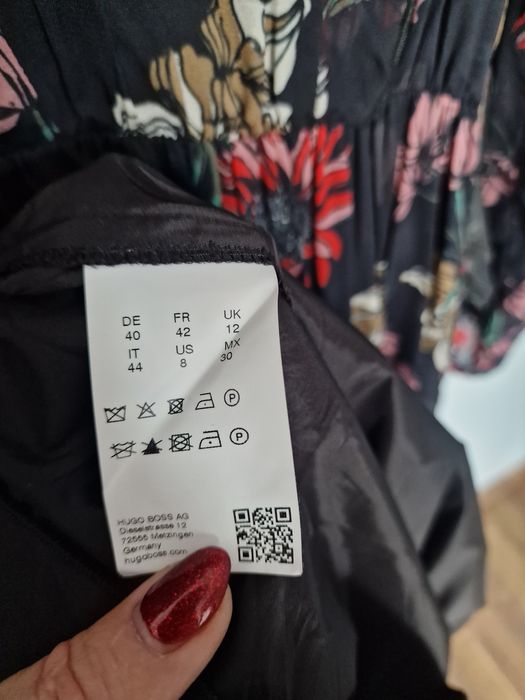 DE FR UK
40 42 12
IT US MX
44 8 30
P
P
HUGO BOSS AG
Dieselstrasse 12
72555 Metzingen
Germany
hugoboss.com